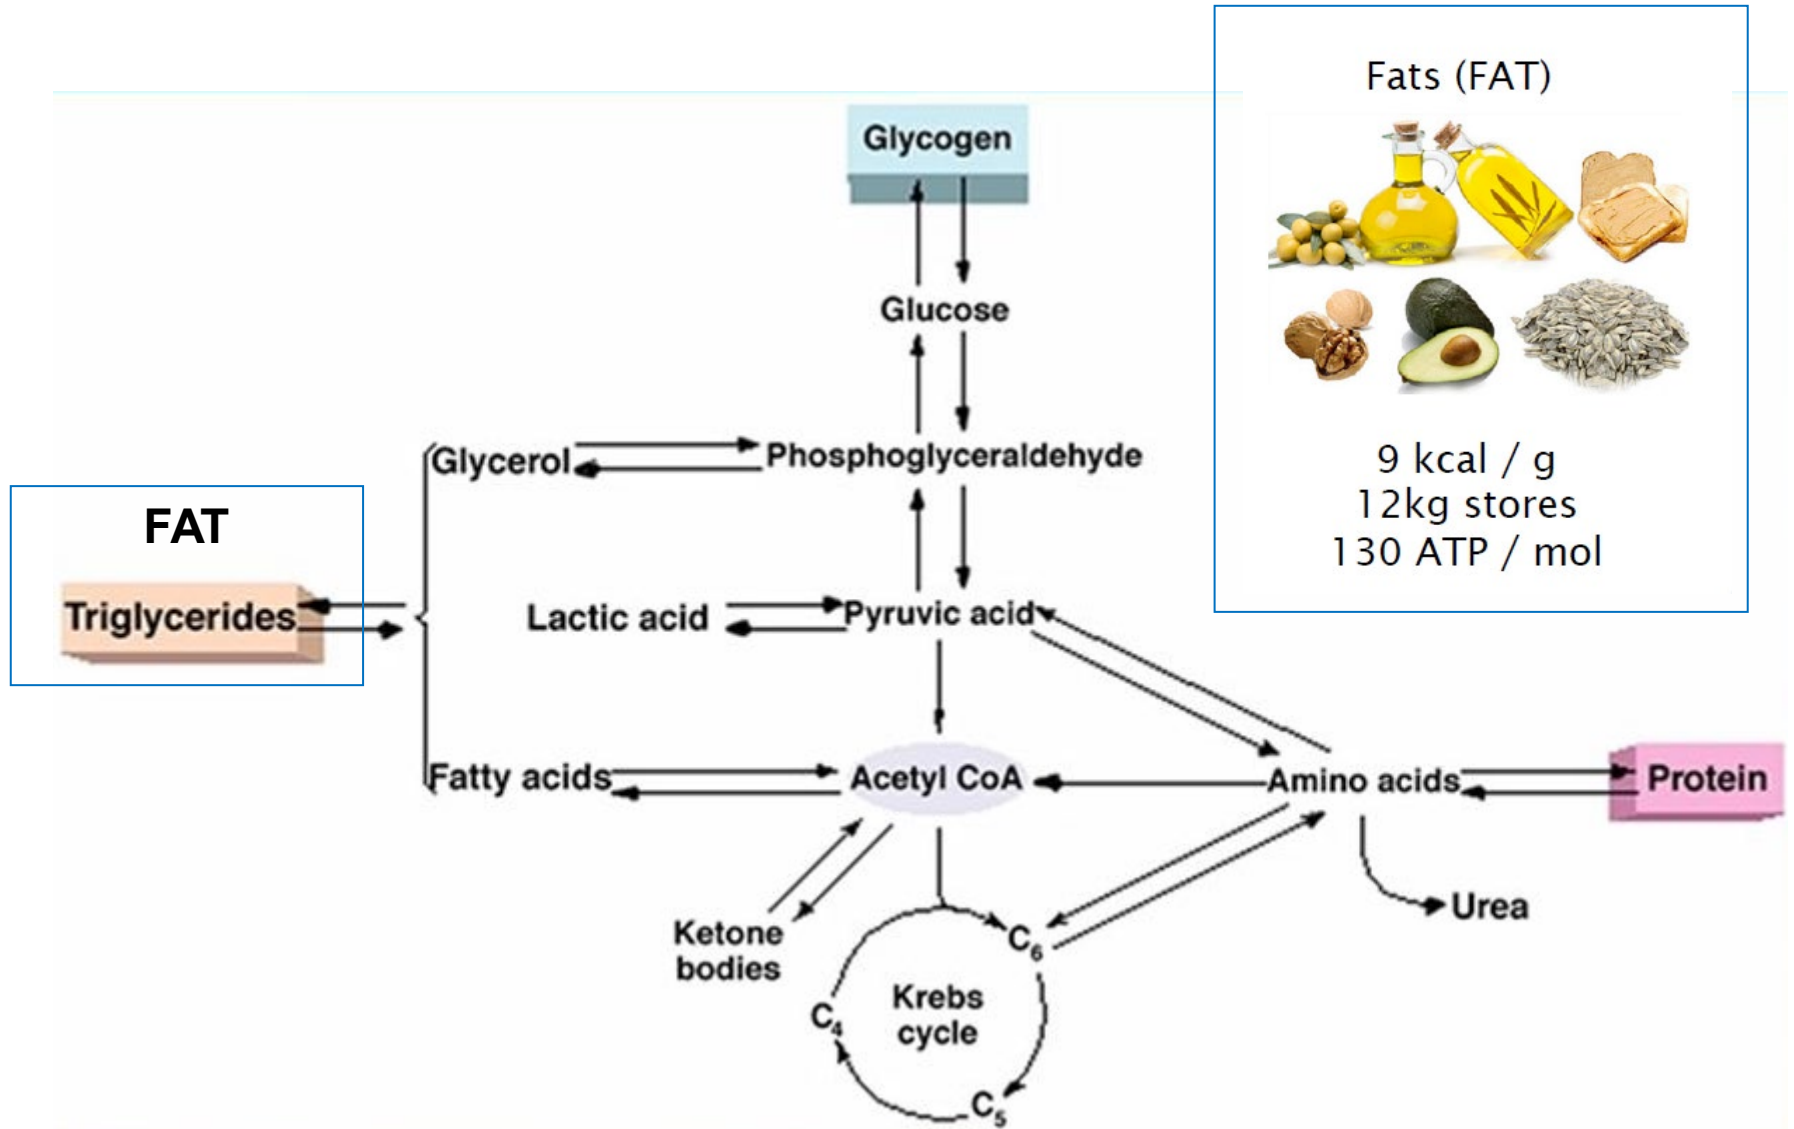 Fats (FAT)
9 kcal / g
12kg stores
130 ATP / mol
Glycogen
Glucose
Glycerol
Phosphoglyceraldehyde
FAT
Triglycerides
Lactic acid
Pyruvic acid
Fatty acids
Acetyl CoA
Amino acids
Protein
Urea
Ketone
bodies
C₆
Krebs
cycle
C₄
C₅